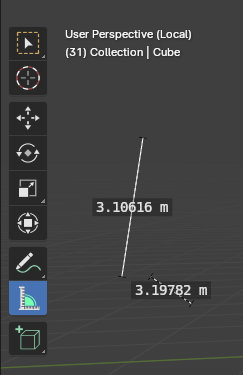 User Perspective (Local)
(31) Collection | Cube
3.10616 m
3.19782 m